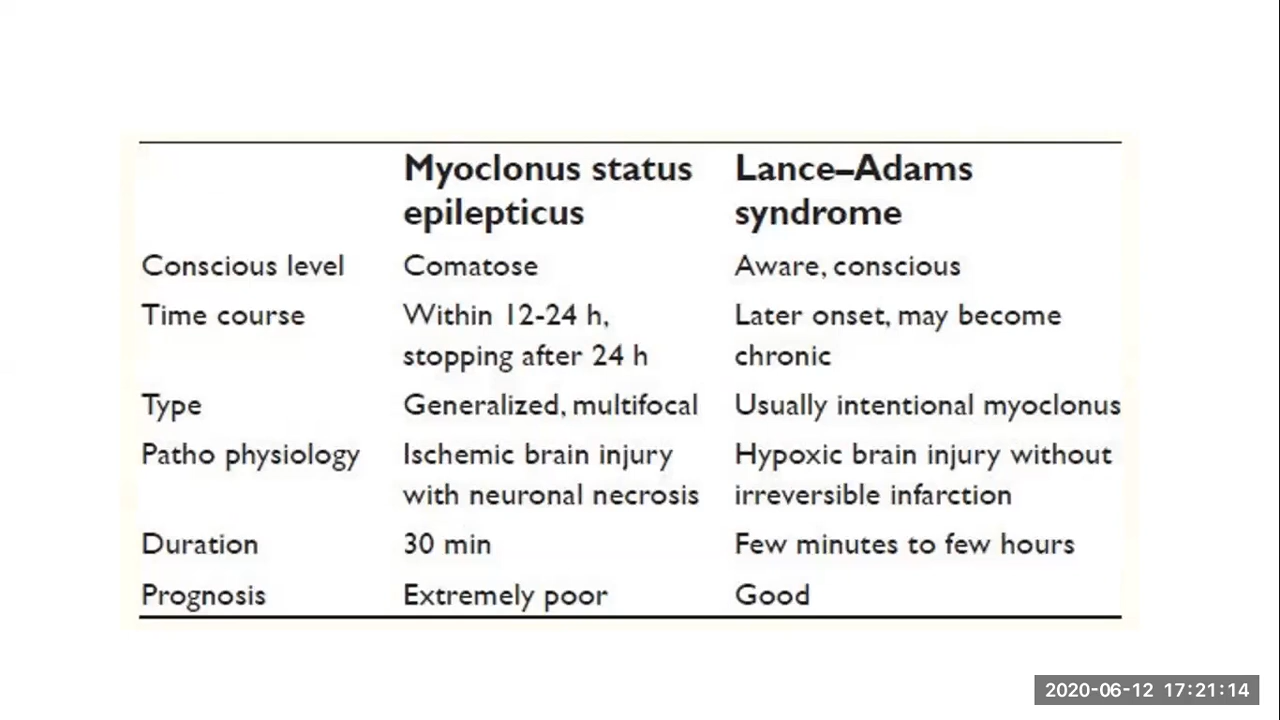 Myoclonus status epilepticus Lance–Adams syndrome
Conscious level Comatose Aware, conscious
Time course Within 12-24 h, stopping after 24 h Later onset, may become chronic
Type Generalized, multifocal Usually intentional myoclonus
Patho physiology Ischemic brain injury with neuronal necrosis Hypoxic brain injury without irreversible infarction
Duration 30 min Few minutes to few hours
Prognosis Extremely poor Good
2020-06-12 17:21:14